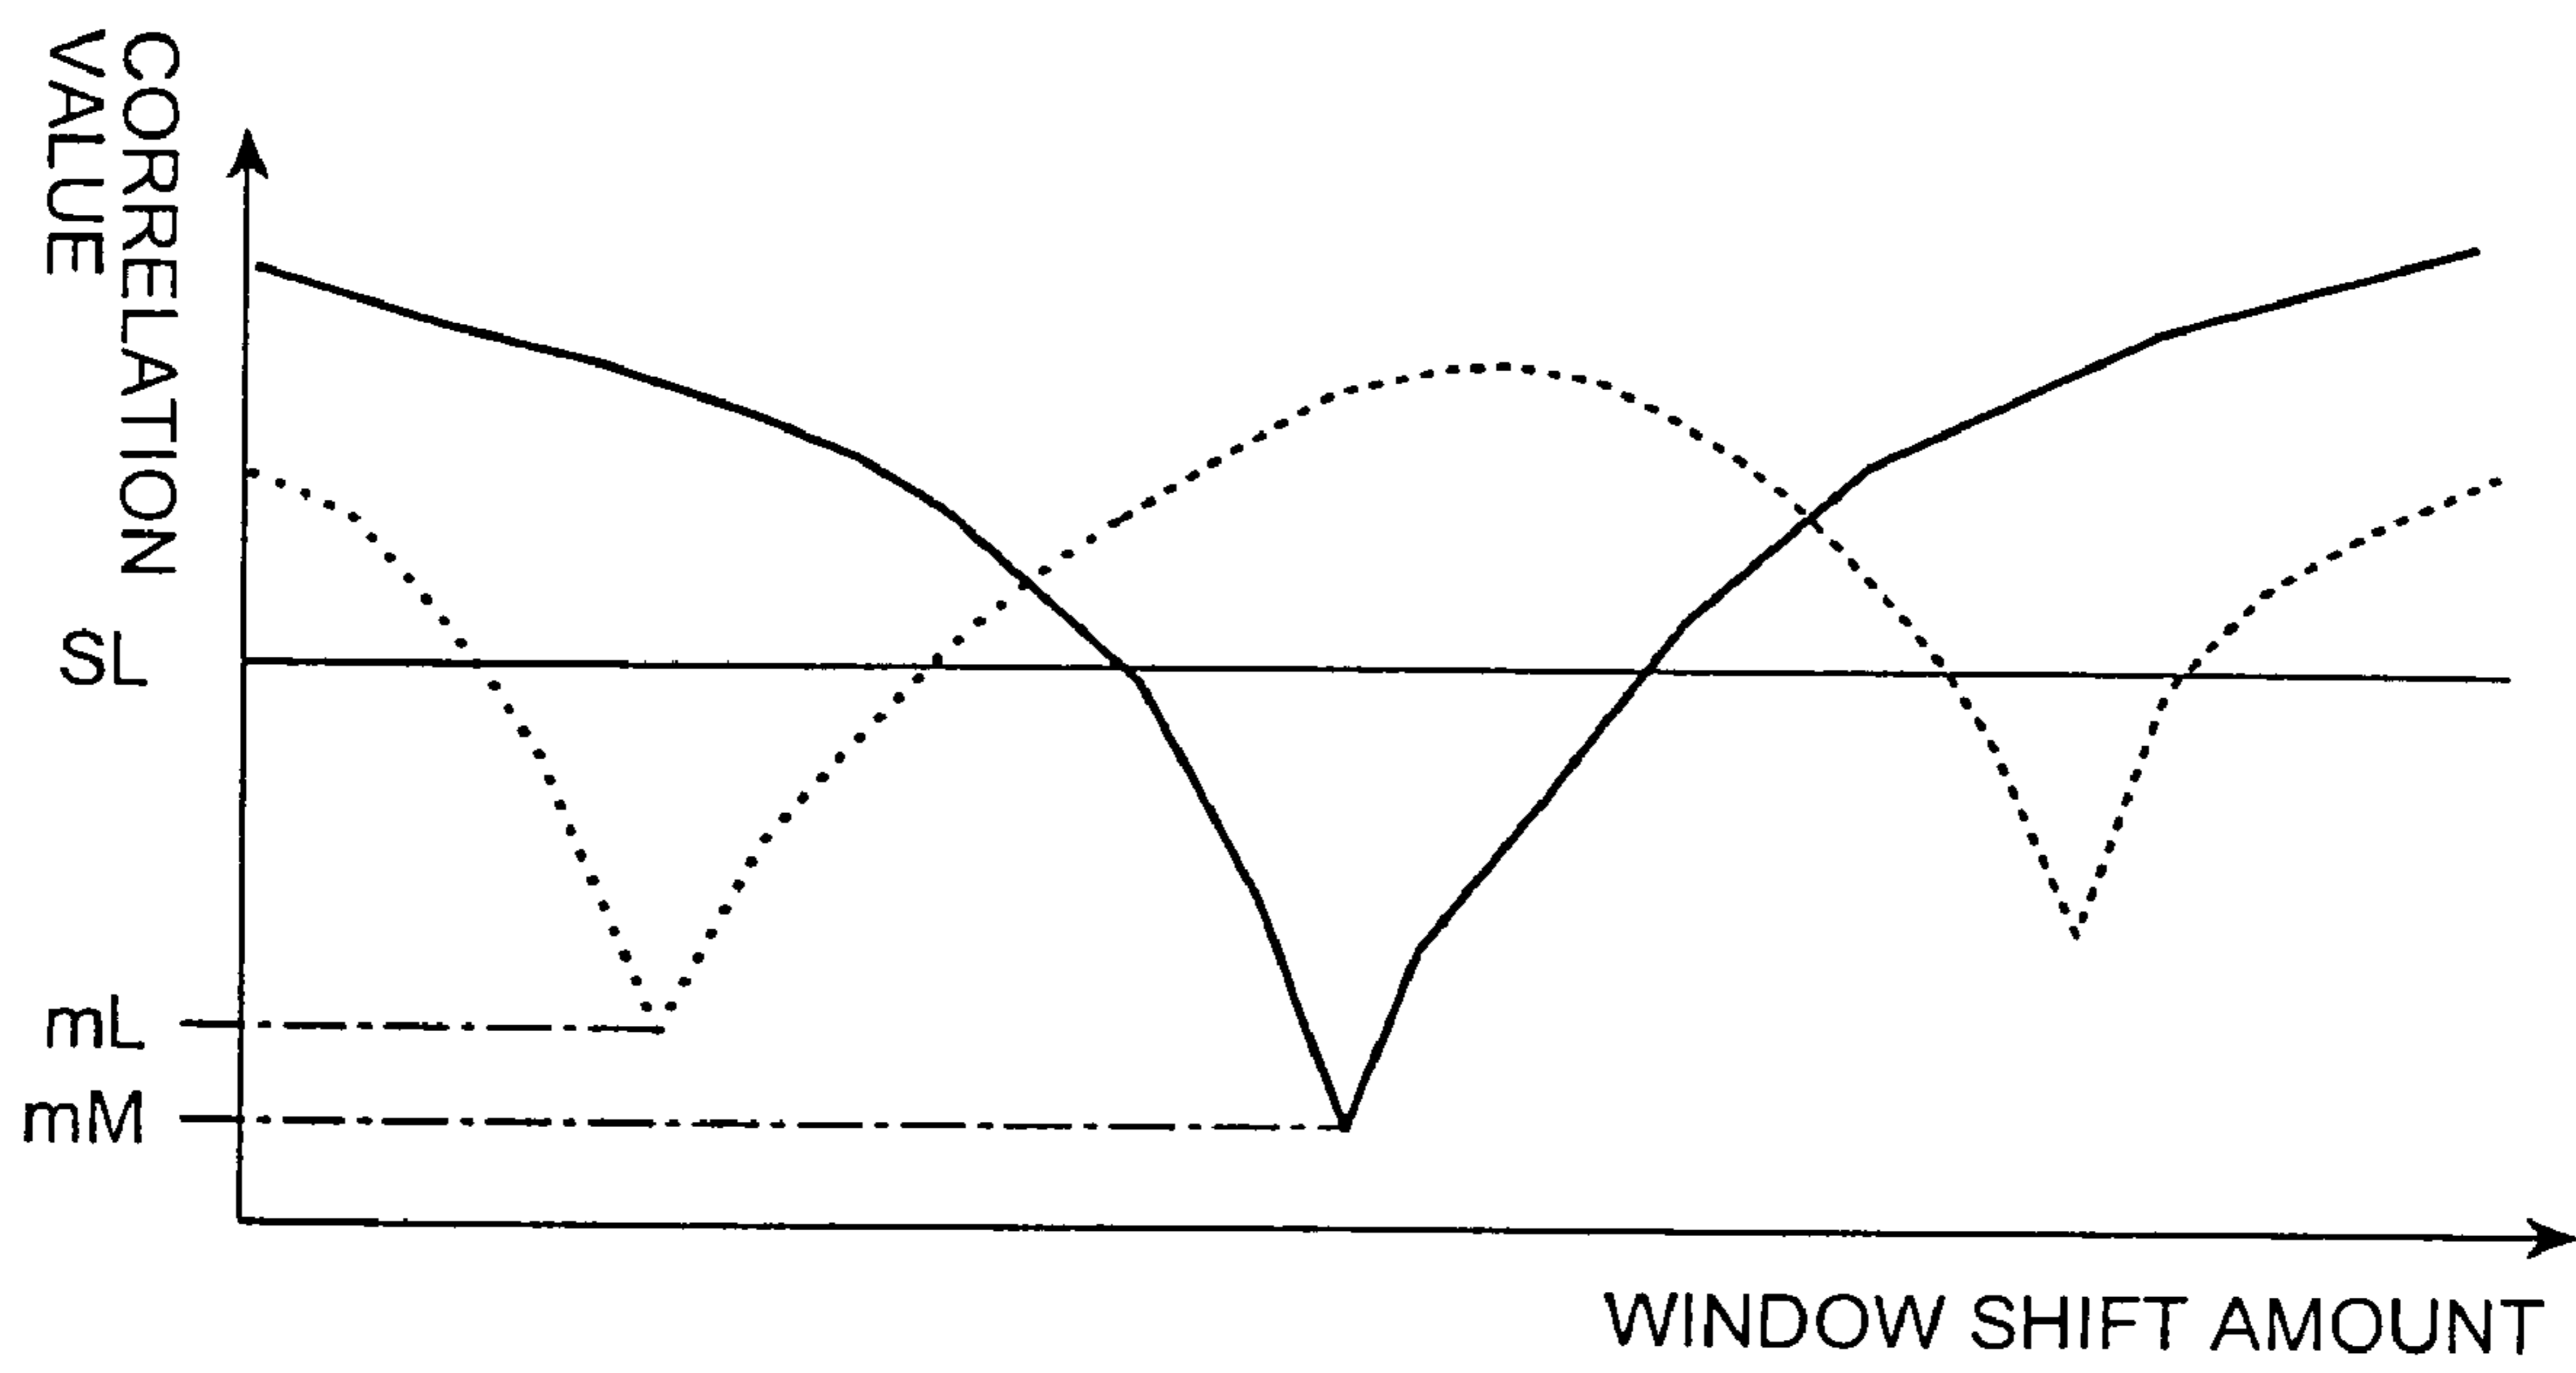 CORRELATION
VALUE
SL
mL
mM
WINDOW SHIFT AMOUNT